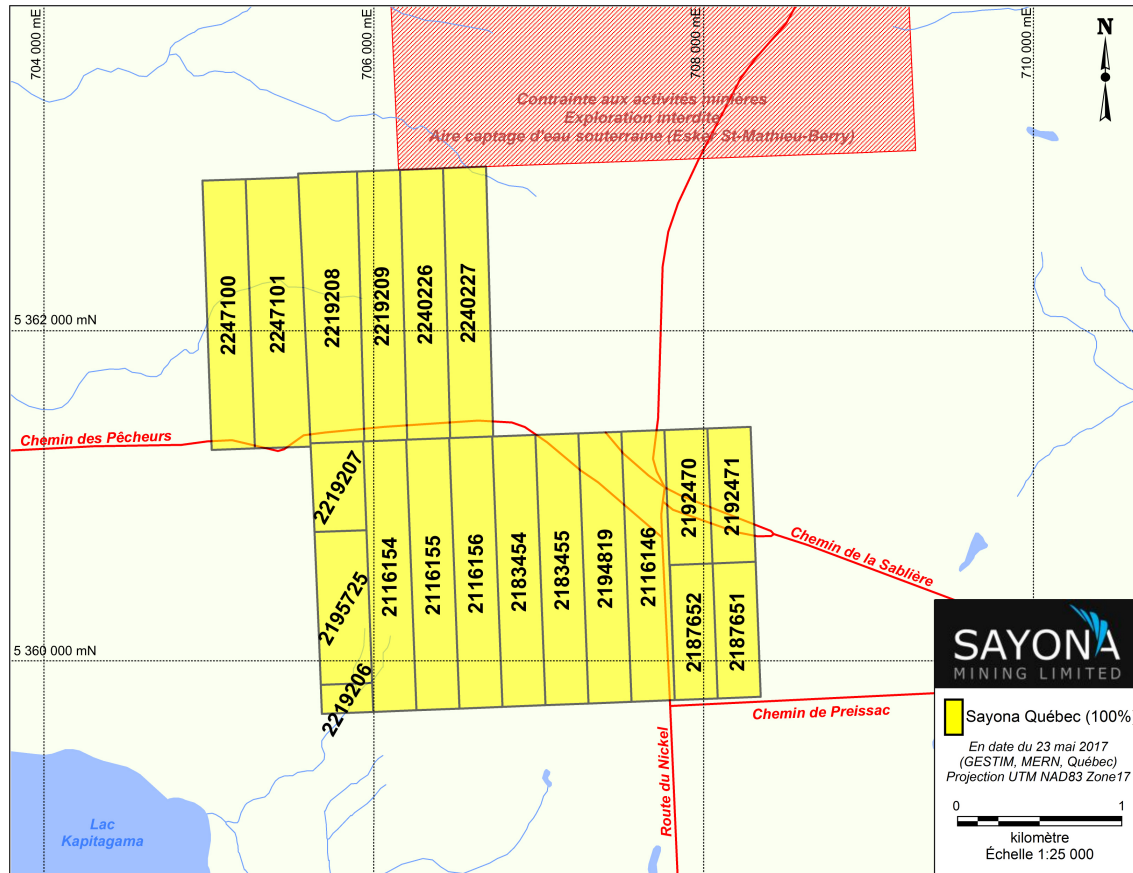 704 000 mE
706 000 mE
708 000 mE
710 000 mE
N
Contrainte aux activités minières
Exploration interdite
Aire captage d'eau souterraine (Esker St-Mathieu-Berry)
2247100
2247101
2219208
2219209
2240226
2240227
5 362 000 mN
Chemin des Pêcheurs
2219207
2195725
2219206
2116154
2116155
2116156
2183454
2183455
2194819
2116146
2192470
2192471
2187652
2187651
Chemin de la Sablière
5 360 000 mN
Chemin de Preissac
Route du Nickel
Lac
Kapitagama
SAYONA
MINING LIMITED
Sayona Québec (100%)
En date du 23 mai 2017
(GESTIM, MERN, Québec)
Projection UTM NAD83 Zone17
0 1
kilomètre
Échelle 1:25 000